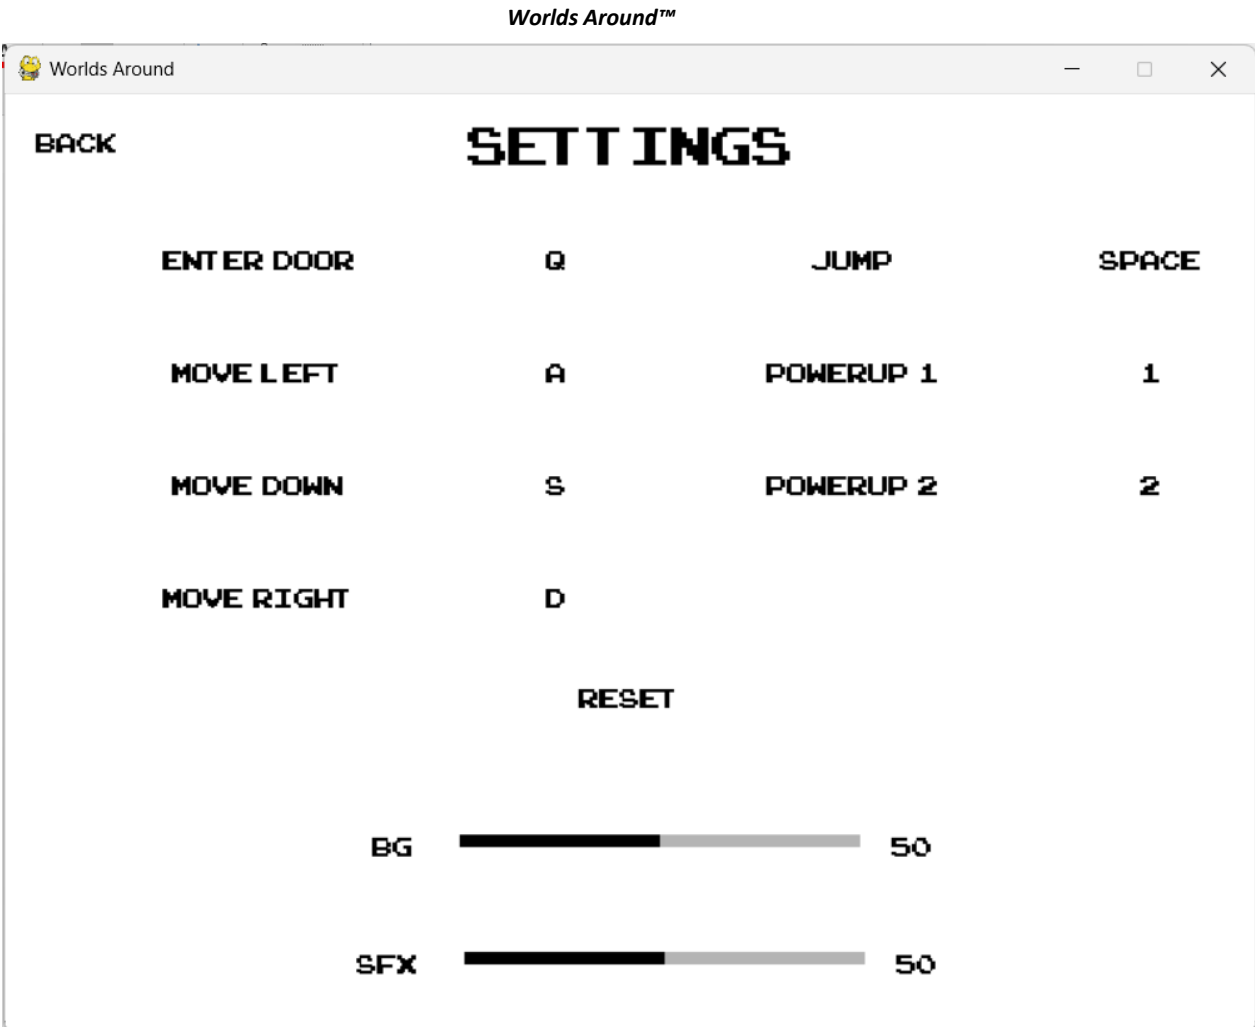 Worlds Around™
Worlds Around
BACK SETTINGS
ENTER DOOR Q JUMP SPACE
MOVE LEFT A POWERUP 1 1
MOVE DOWN S POWERUP 2 2
MOVE RIGHT D
RESET
BG 50
SFX 50